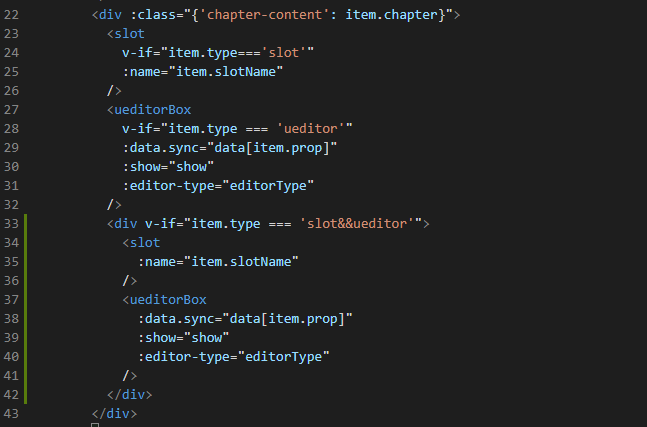 22 <div :class="{'chapter-content': item.chapter}">
23 <slot
24 v-if="item.type==='slot'"
25 :name="item.slotName"
26 />
27 <ueditorBox
28 v-if="item.type === 'ueditor'"
29 :data.sync="data[item.prop]"
30 :show="show"
31 :editor-type="editorType"
32 />
33 <div v-if="item.type === 'slot&&ueditor'">
34 <slot
35 :name="item.slotName"
36 />
37 <ueditorBox
38 :data.sync="data[item.prop]"
39 :show="show"
40 :editor-type="editorType"
41 />
42 </div>
43 </div>